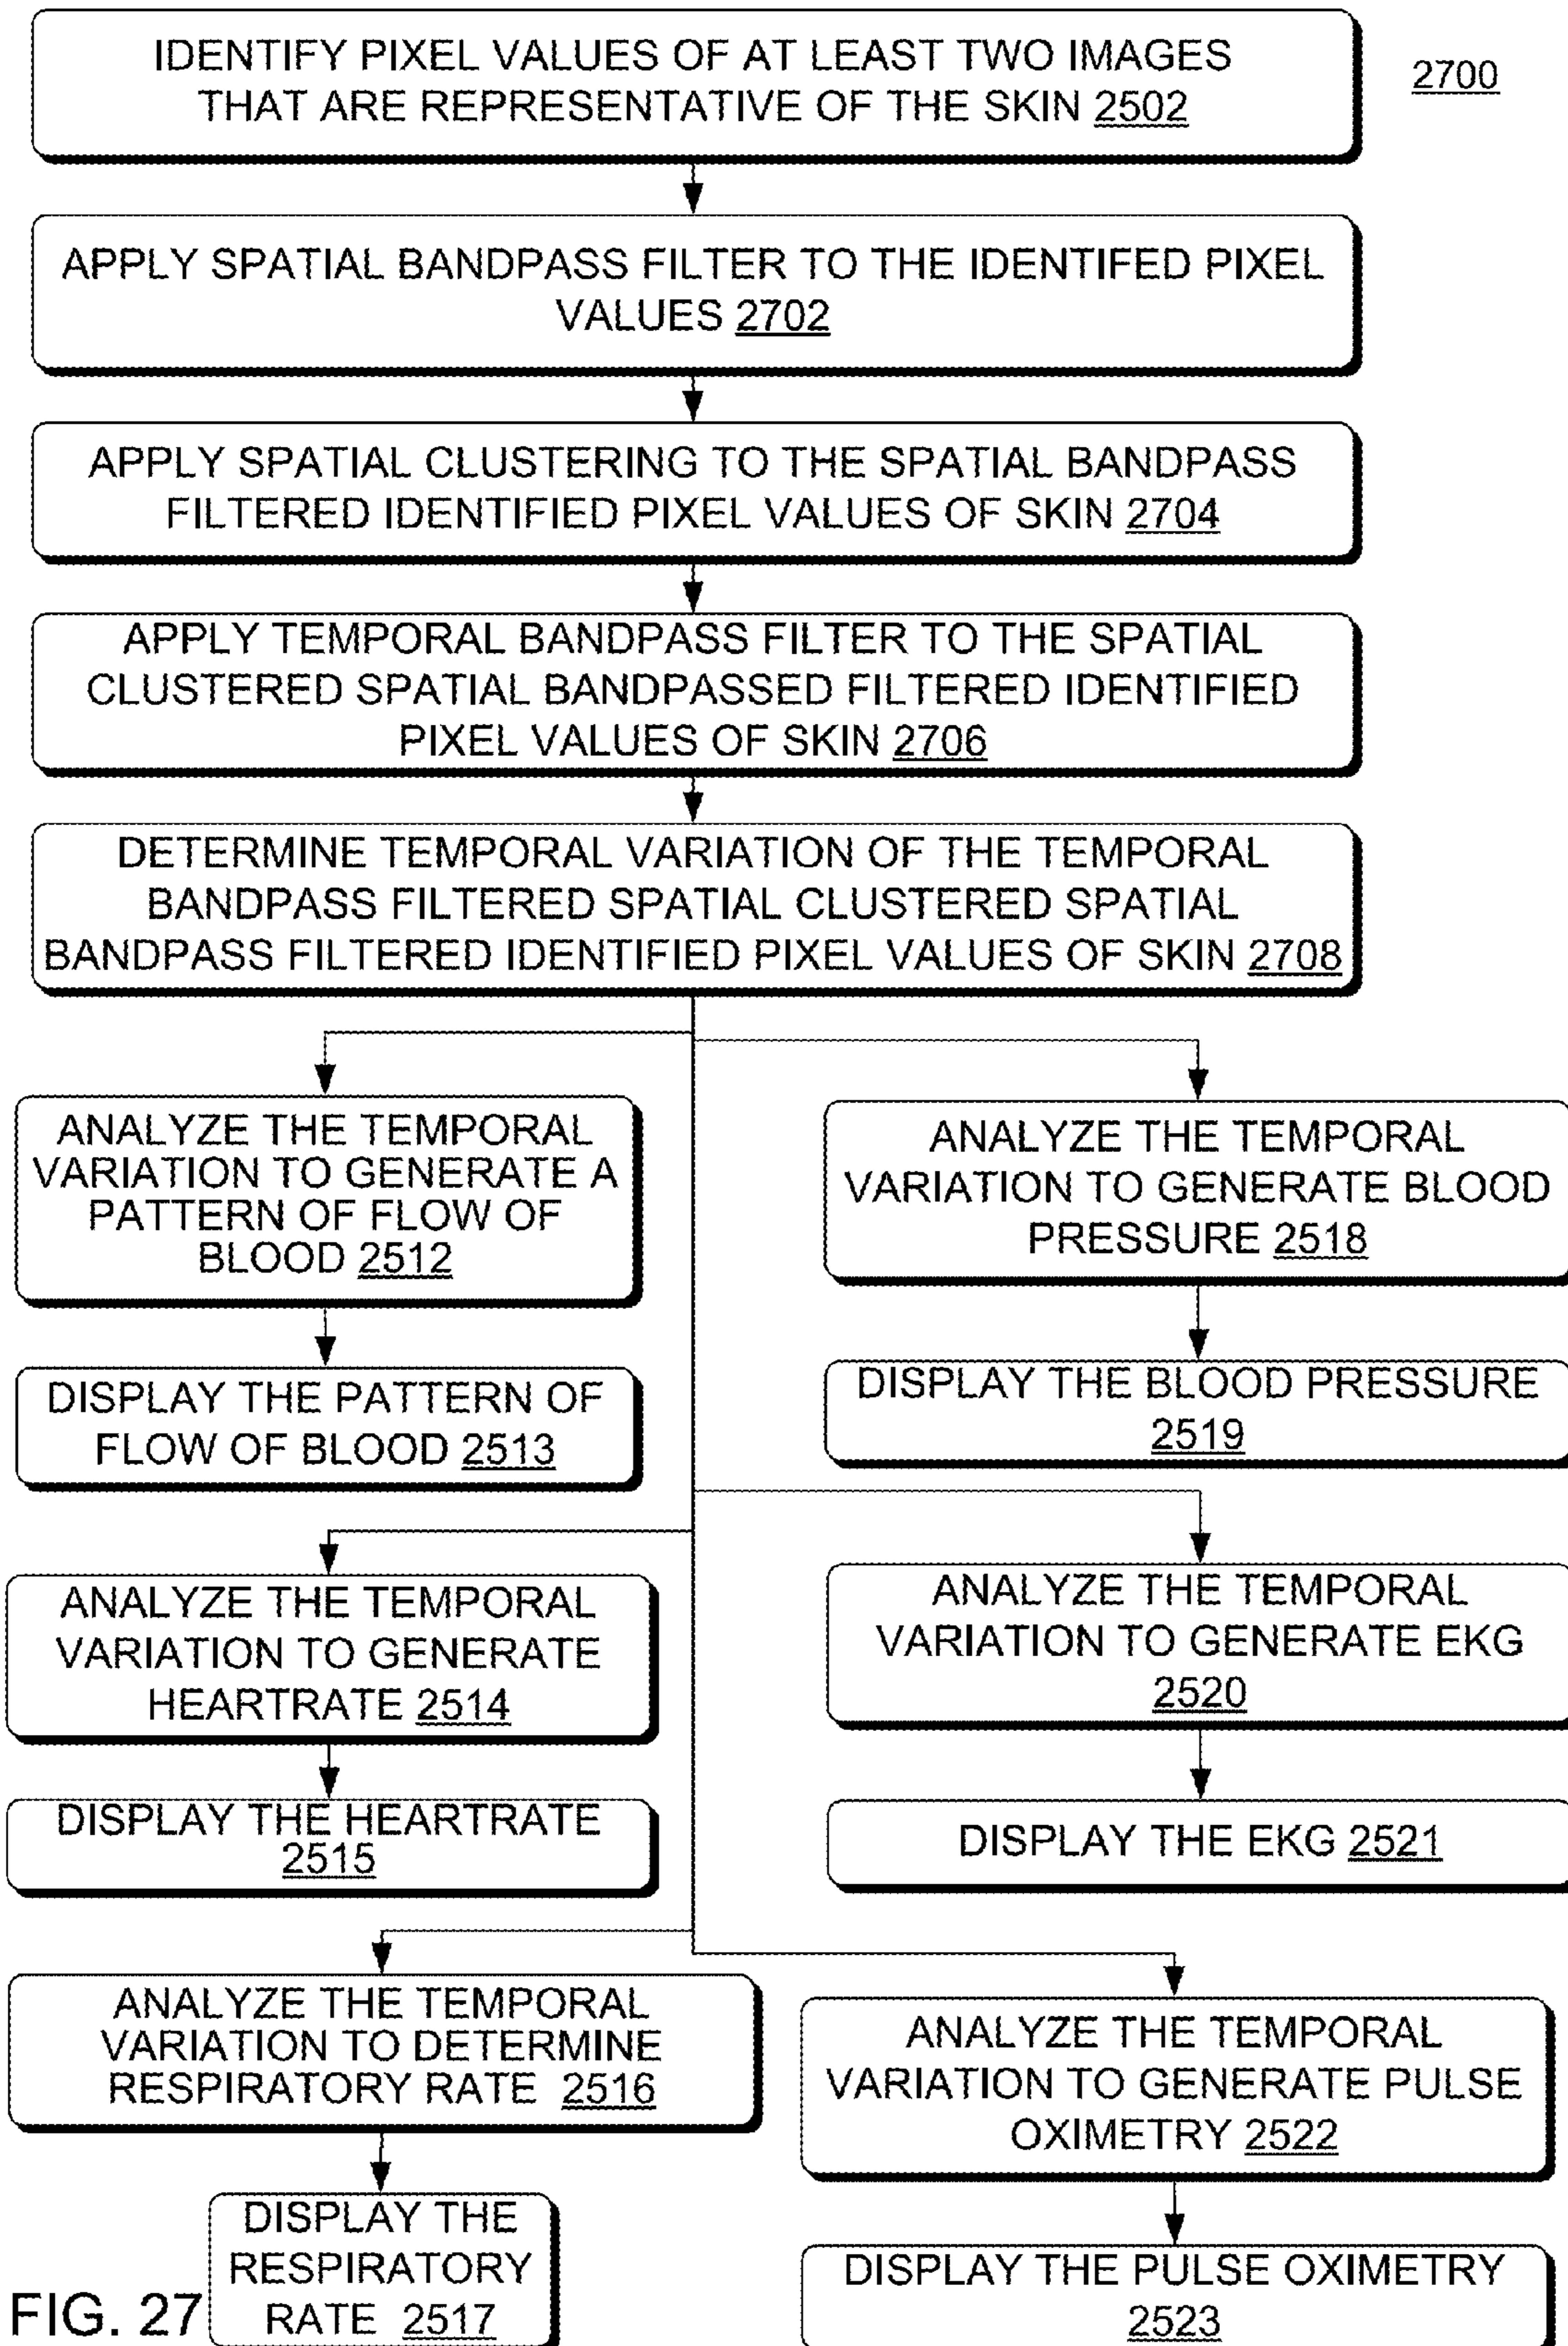 IDENTIFY PIXEL VALUES OF AT LEAST TWO IMAGES
THAT ARE REPRESENTATIVE OF THE SKIN 2502
2700
APPLY SPATIAL BANDPASS FILTER TO THE IDENTIFED PIXEL
VALUES 2702
APPLY SPATIAL CLUSTERING TO THE SPATIAL BANDPASS
FILTERED IDENTIFIED PIXEL VALUES OF SKIN 2704
APPLY TEMPORAL BANDPASS FILTER TO THE SPATIAL
CLUSTERED SPATIAL BANDPASSED FILTERED IDENTIFIED
PIXEL VALUES OF SKIN 2706
DETERMINE TEMPORAL VARIATION OF THE TEMPORAL
BANDPASS FILTERED SPATIAL CLUSTERED SPATIAL
BANDPASS FILTERED IDENTIFIED PIXEL VALUES OF SKIN 2708
ANALYZE THE TEMPORAL
VARIATION TO GENERATE A
PATTERN OF FLOW OF
BLOOD 2512
ANALYZE THE TEMPORAL
VARIATION TO GENERATE BLOOD
PRESSURE 2518
DISPLAY THE PATTERN OF
FLOW OF BLOOD 2513
DISPLAY THE BLOOD PRESSURE
2519
ANALYZE THE TEMPORAL
VARIATION TO GENERATE
HEARTRATE 2514
ANALYZE THE TEMPORAL
VARIATION TO GENERATE EKG
2520
DISPLAY THE HEARTRATE
2515
DISPLAY THE EKG 2521
ANALYZE THE TEMPORAL
VARIATION TO DETERMINE
RESPIRATORY RATE 2516
ANALYZE THE TEMPORAL
VARIATION TO GENERATE PULSE
OXIMETRY 2522
DISPLAY THE
RESPIRATORY
RATE 2517
DISPLAY THE PULSE OXIMETRY
2523
FIG. 27